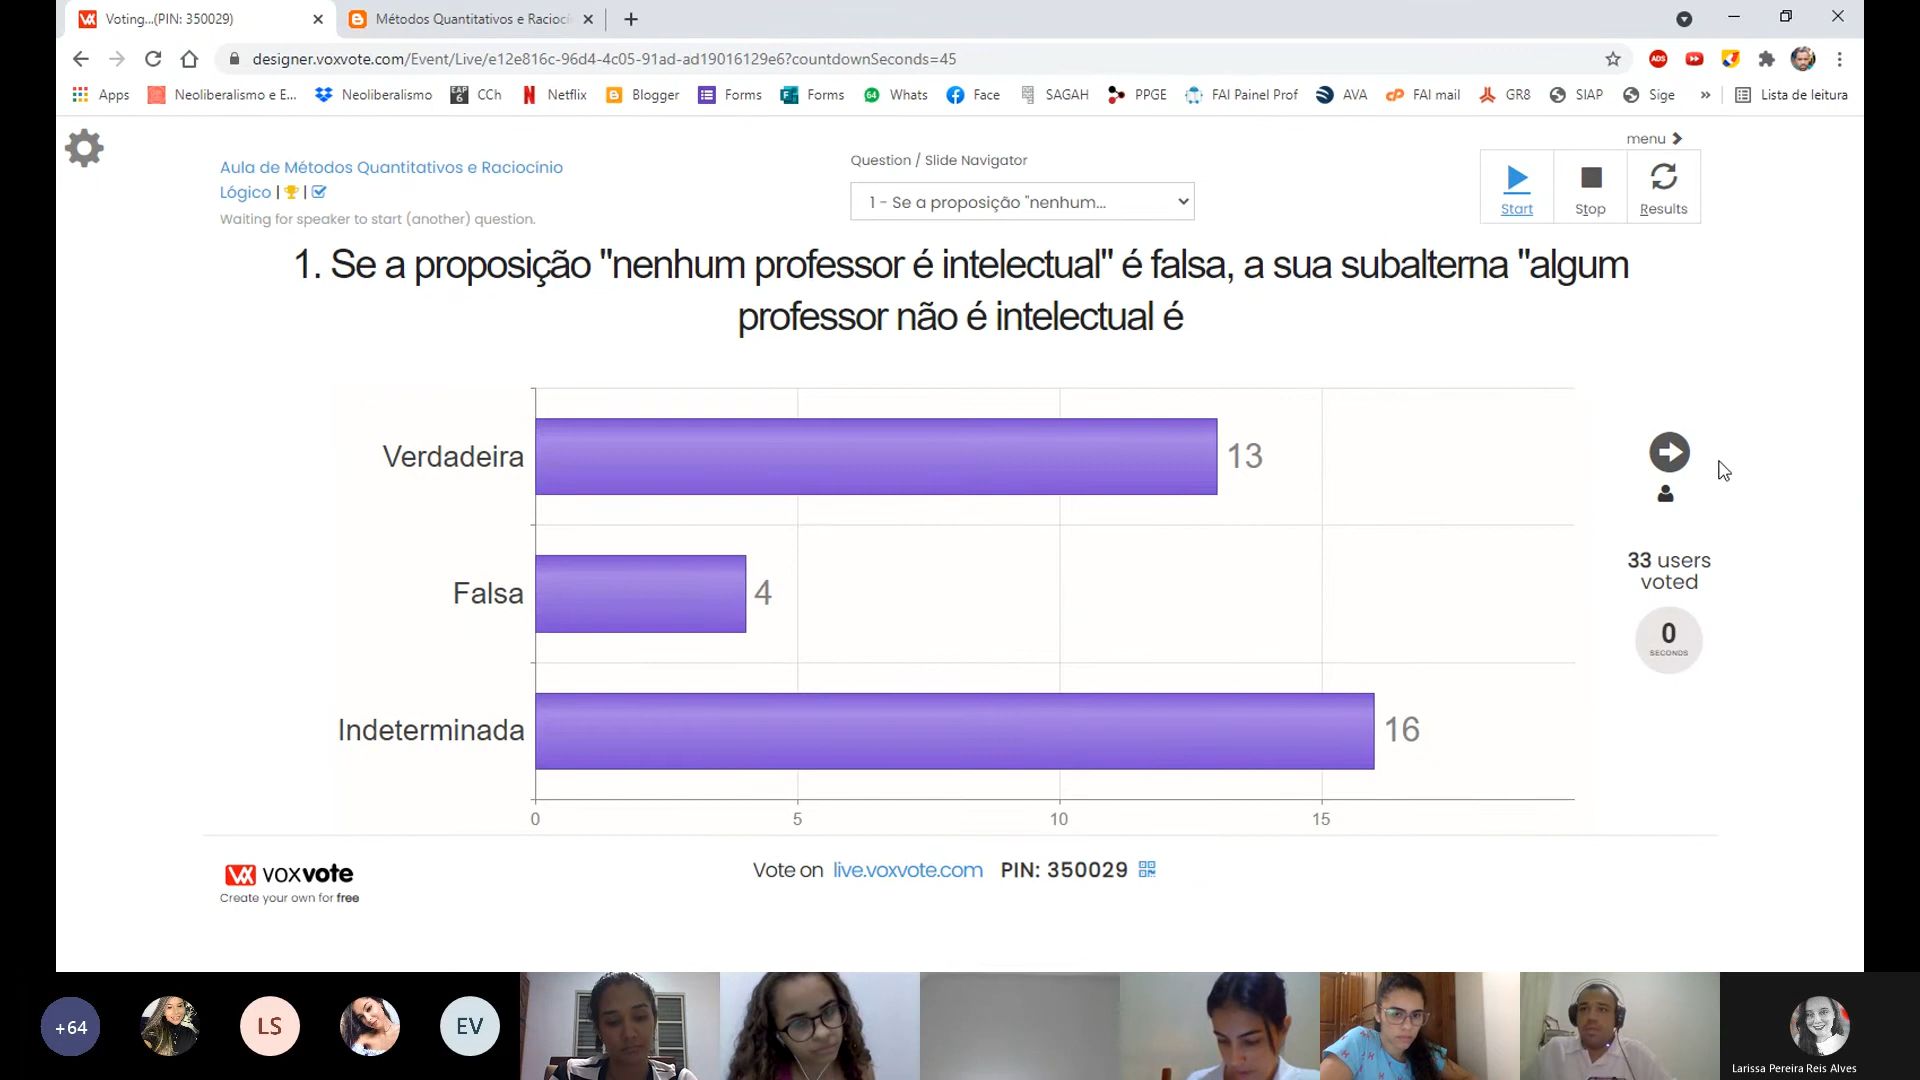 Voting...(PIN: 350029)
Métodos Quantitativos e Racioci
designer.voxvote.com/Event/Live/e12e816c-96d4-4c05-91ad-ad19016129e6?countdownSeconds=45
ADS
Apps
Neoliberalismo e E...
Neoliberalismo
EAP 6
CCh
Netflix
Blogger
Forms
Forms
64
Whats
Face
SAGAH
PPGE
FAI Painel Prof
AVA
FAI mail
GR8
SIAP
Sige
»
Lista de leitura
menu
Aula de Métodos Quantitativos e Raciocínio
Lógico | |
Waiting for speaker to start (another) question.
Question / Slide Navigator
1 - Se a proposição "nenhum...
Start
Stop
Results
1. Se a proposição "nenhum professor é intelectual" é falsa, a sua subalterna "algum
professor não é intelectual é
Verdadeira
13
Falsa
4
Indeterminada
16
0
5
10
15
33 users
voted
0
SECONDS
voxvote
Create your own for free
Vote on live.voxvote.com PIN: 350029
+64
LS
EV
Larissa Pereira Reis Alves